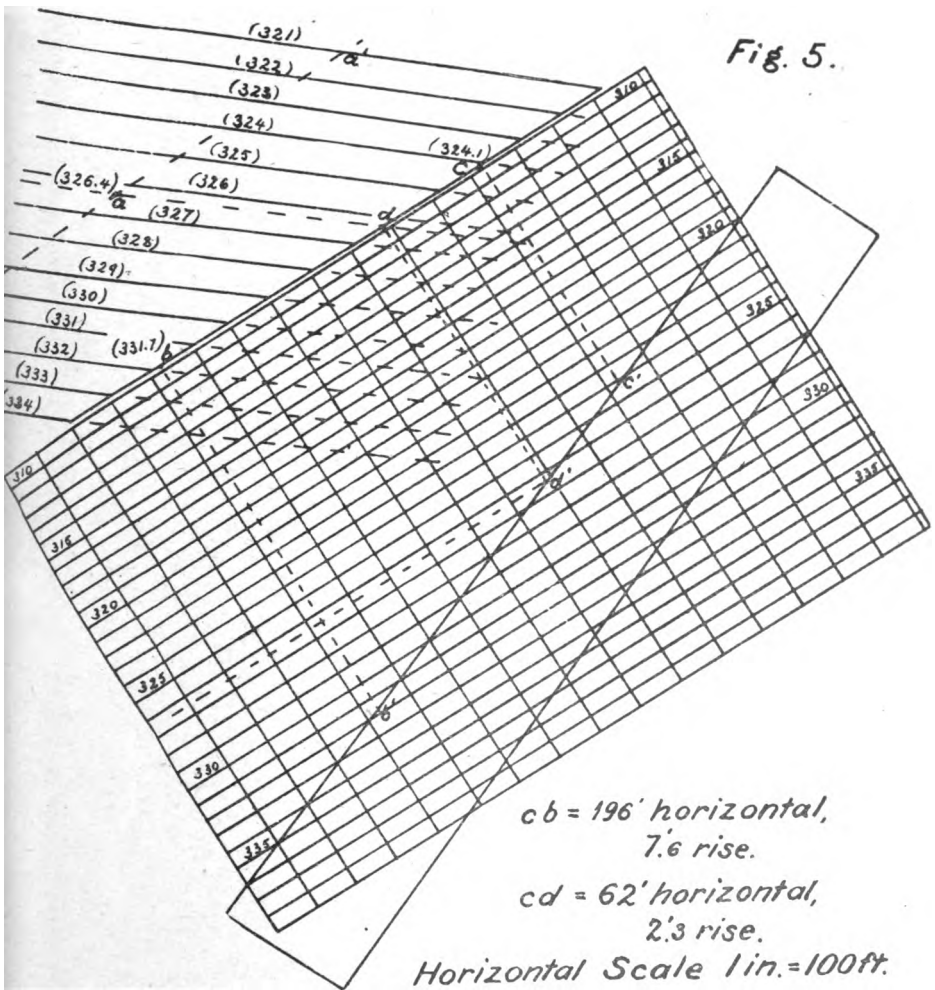 Fig. 5.
(321)
a'
(322)
(323)
(324)
(324.1)
c
(325)
(326.4)
(326)
a
d
(327)
(328)
(329)
(330)
(331)
(331.7)
b
(332)
(333)
(334)
310
315
320
325
330
335
310
315
320
325
330
335
c'
d'
b'
cb = 196' horizontal,
7.'6 rise.
cd = 62' horizontal,
2.'3 rise.
Horizontal Scale 1 in. = 100 ft.